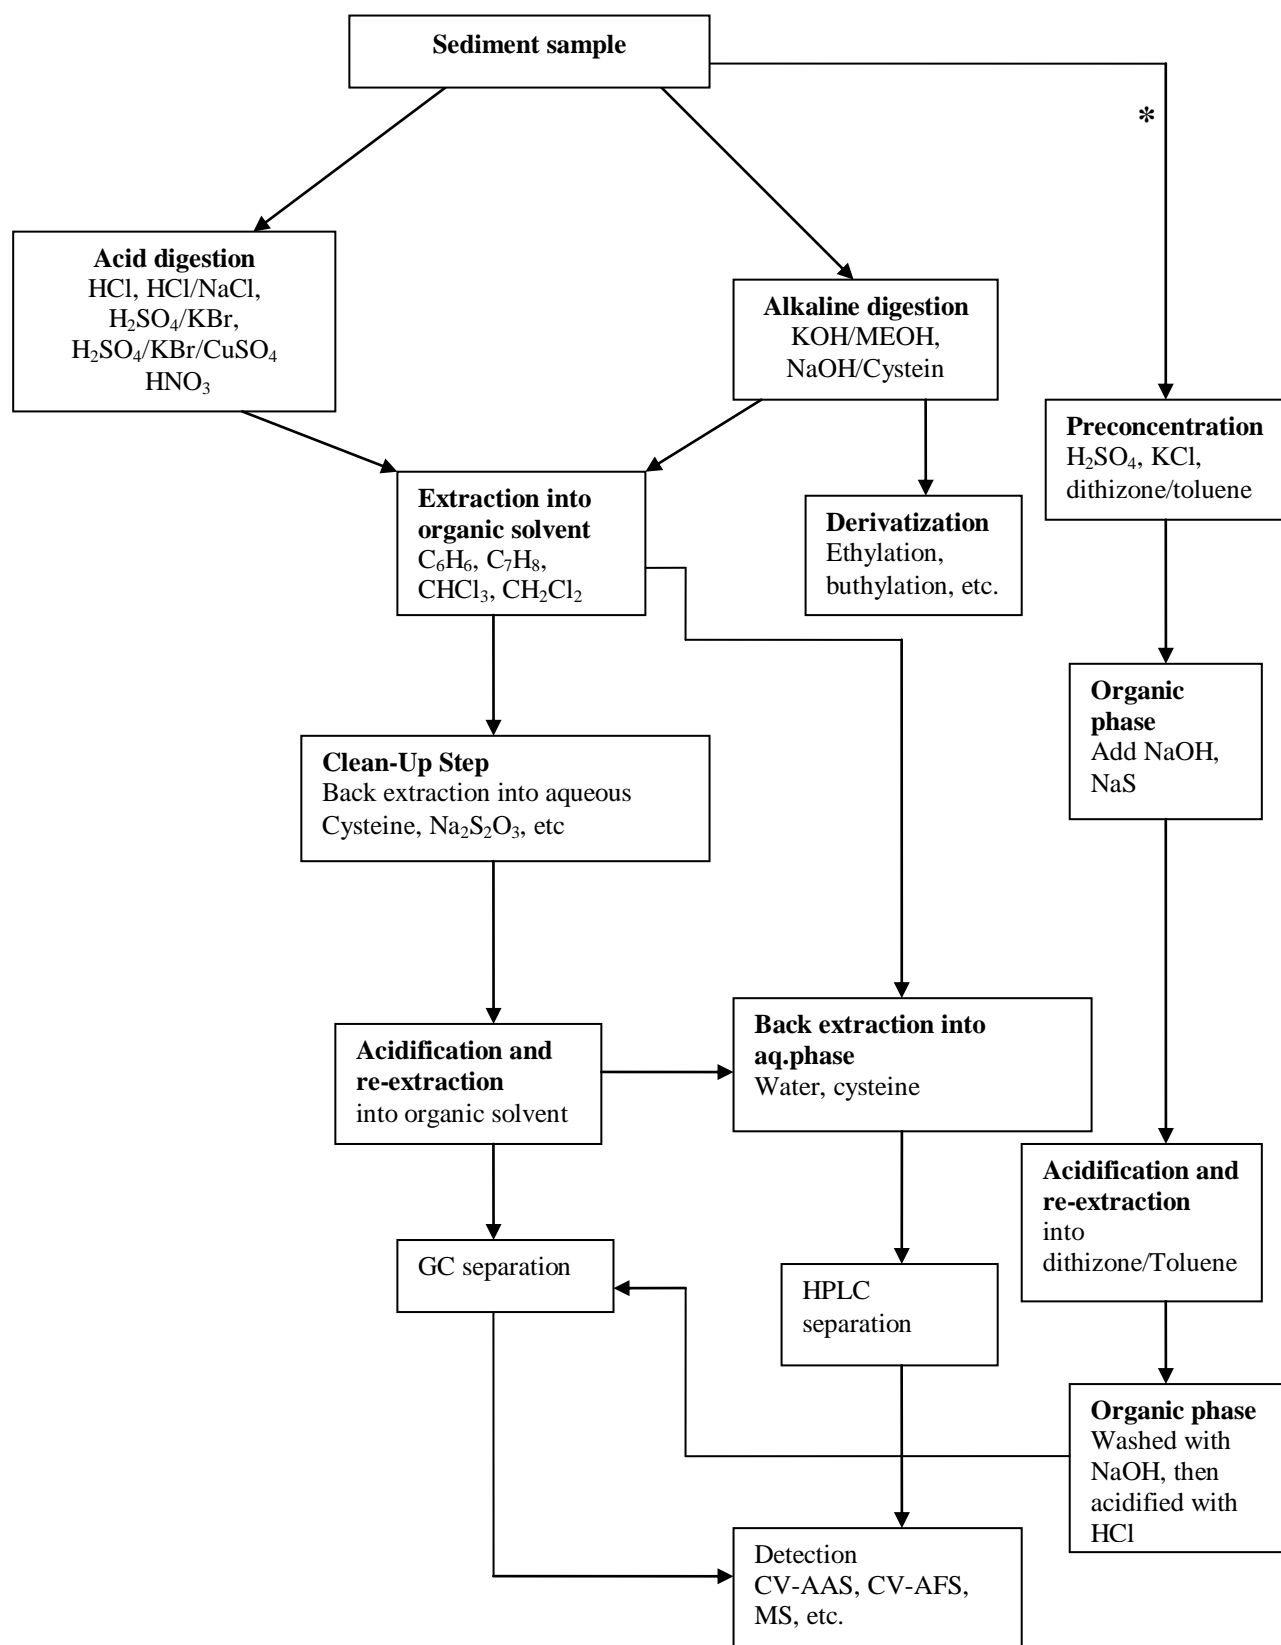 Sediment sample
*
Acid digestion
HCl, HCl/NaCl,
H₂SO₄/KBr,
H₂SO₄/KBr/CuSO₄
HNO₃
Alkaline digestion
KOH/MEOH,
NaOH/Cystein
Preconcentration
H₂SO₄, KCl,
dithizone/toluene
Extraction into
organic solvent
C₆H₆, C₇H₈,
CHCl₃, CH₂Cl₂
Derivatization
Ethylation,
buthylation, etc.
Organic
phase
Add NaOH,
NaS
Clean-Up Step
Back extraction into aqueous
Cysteine, Na₂S₂O₃, etc
Acidification and
re-extraction
into organic solvent
Back extraction into
aq.phase
Water, cysteine
Acidification and
re-extraction
into
dithizone/Toluene
GC separation
HPLC
separation
Organic phase
Washed with
NaOH, then
acidified with
HCl
Detection
CV-AAS, CV-AFS,
MS, etc.